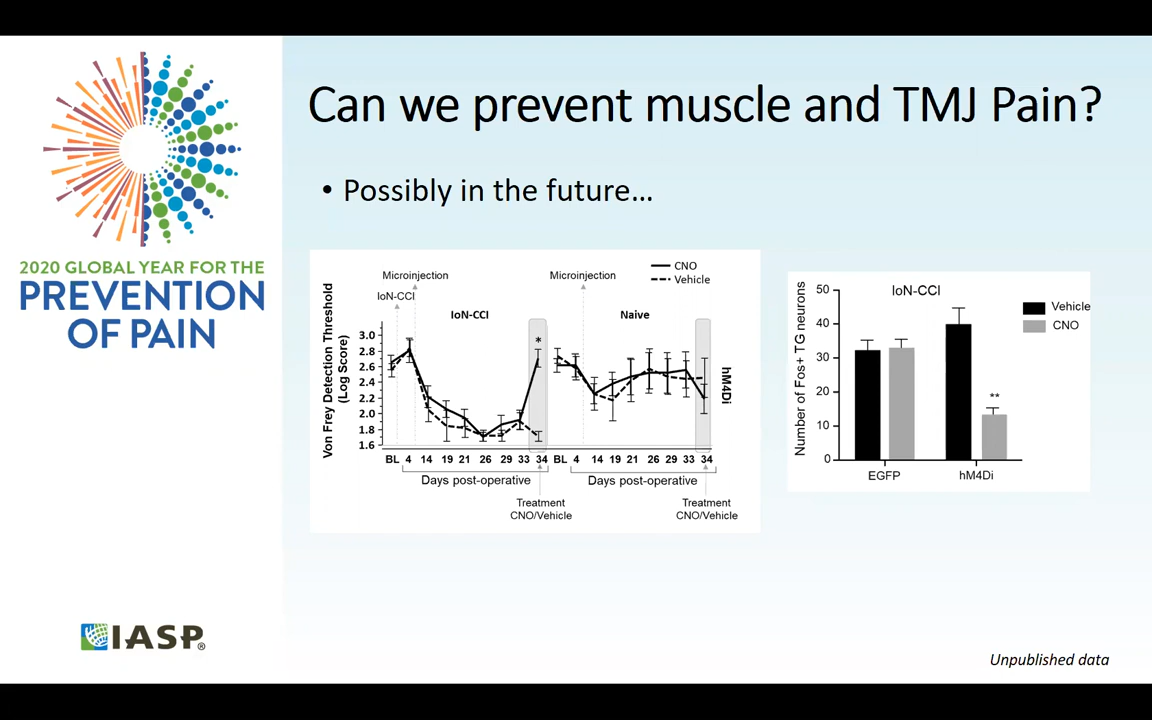 Can we prevent muscle and TMJ Pain?
• Possibly in the future...
2020 GLOBAL YEAR FOR THE
PREVENTION
OF PAIN
IASP®
CNO
Vehicle
Microinjection
Microinjection
IoN-CCI
IoN-CCI
Naive
Von Frey Detection Threshold
(Log Score)
3.0
2.8
2.6
2.4
2.2
2.0
1.8
1.6
*
hM4Di
BL 4 14 19 21 26 29 33 34 BL 4 14 19 21 26 29 33 34
Days post-operative
Days post-operative
Treatment
CNO/Vehicle
Treatment
CNO/Vehicle
IoN-CCI
Vehicle
CNO
Number of Fos+ TG neurons
50
40
30
20
10
0
**
EGFP hM4Di
Unpublished data